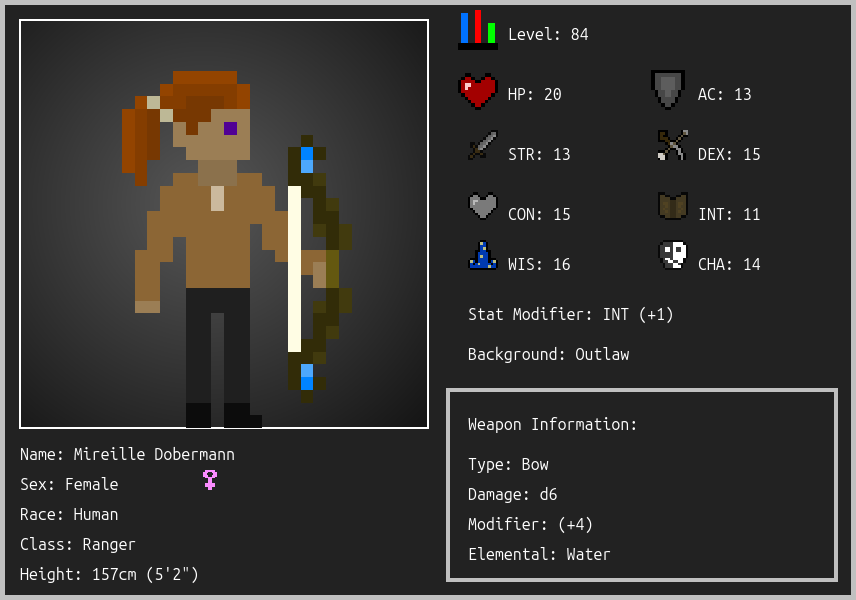 Level: 84
HP: 20
AC: 13
STR: 13
DEX: 15
CON: 15
INT: 11
WIS: 16
CHA: 14
Stat Modifier: INT (+1)
Background: Outlaw
Weapon Information:
Type: Bow
Damage: d6
Modifier: (+4)
Elemental: Water
Name: Mireille Dobermann
Sex: Female
Race: Human
Class: Ranger
Height: 157cm (5'2")